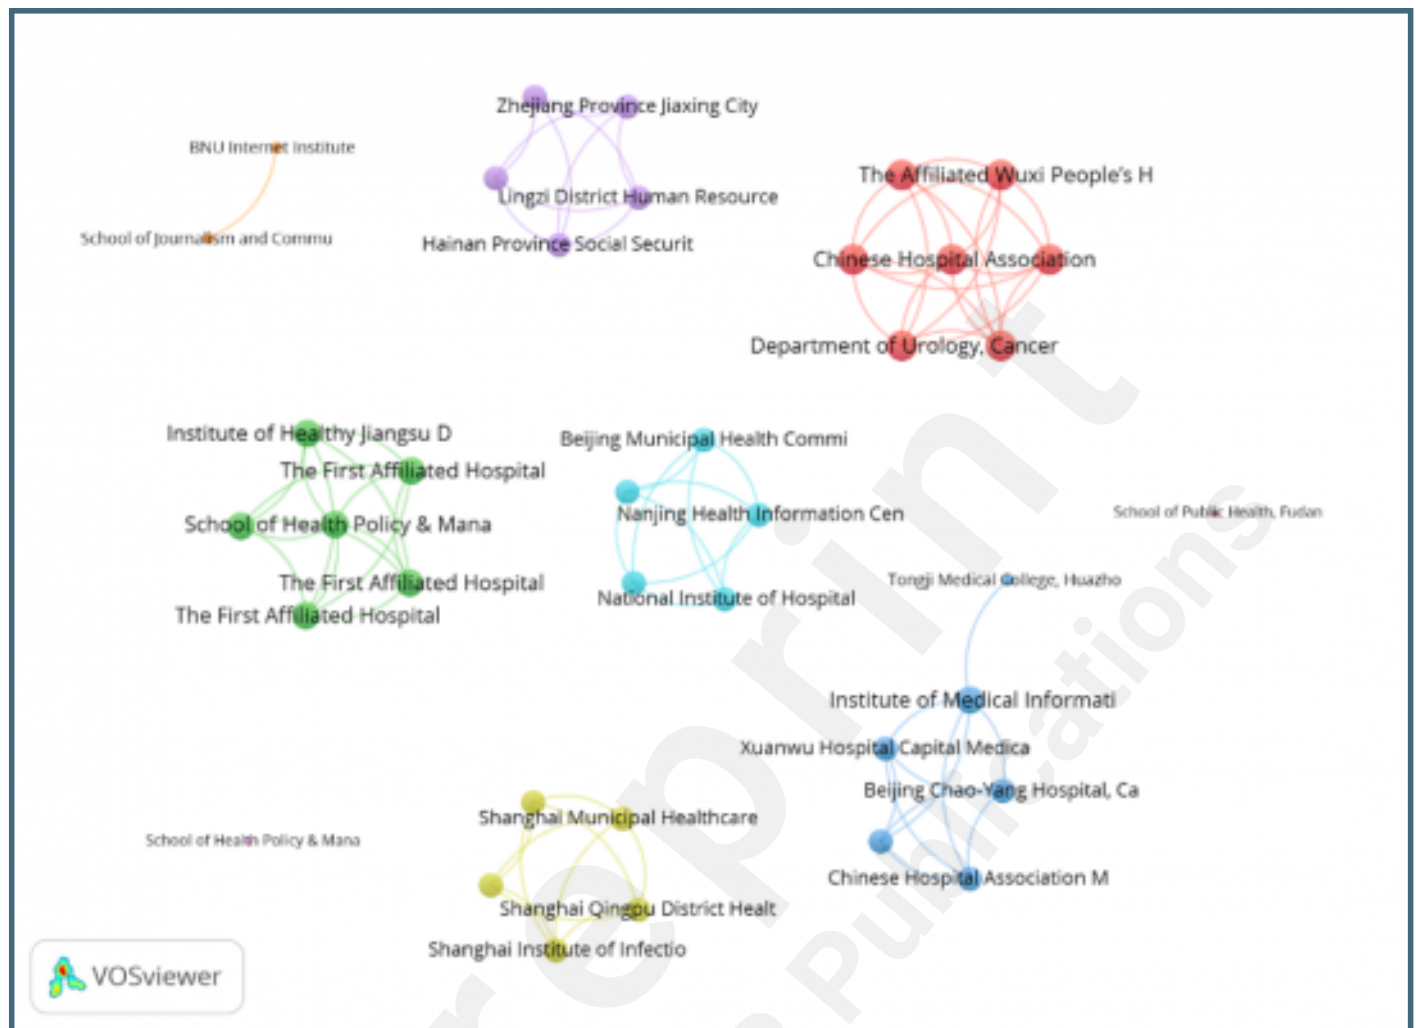 Zhejiang Province Jiaxing City
BNU Internet Institute
The Affiliated Wuxi People's H
Lingzi District Human Resource
School of Journalism and Commu
Hainan Province Social Securit
Chinese Hospital Association
Department of Urology, Cancer
Institute of Healthy Jiangsu D
Beijing Municipal Health Commi
The First Affiliated Hospital
School of Health Policy & Mana
Nanjing Health Information Cen
School of Public Health, Fudan
The First Affiliated Hospital
Tongji Medical College, Huazho
National Institute of Hospital
The First Affiliated Hospital
Institute of Medical Informati
Xuanwu Hospital Capital Medica
Beijing Chao-Yang Hospital, Ca
Shanghai Municipal Healthcare
School of Health Policy & Mana
Chinese Hospital Association M
Shanghai Qingpu District Healt
Shanghai Institute of Infectio
VOSviewer
reprint
Publications